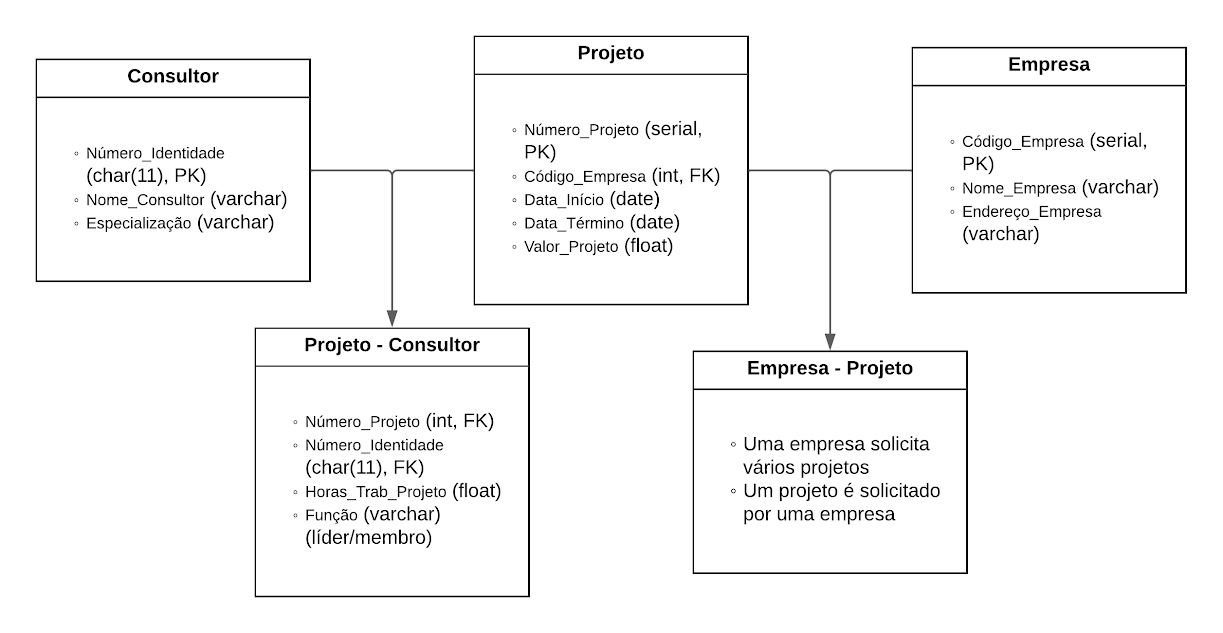 Consultor
◦ Número_Identidade
(char(11), PK)
◦ Nome_Consultor (varchar)
◦ Especialização (varchar)
Projeto
◦ Número_Projeto (serial,
PK)
◦ Código_Empresa (int, FK)
◦ Data_Início (date)
◦ Data_Término (date)
◦ Valor_Projeto (float)
Empresa
◦ Código_Empresa (serial,
PK)
◦ Nome_Empresa (varchar)
◦ Endereço_Empresa
(varchar)
Projeto - Consultor
◦ Número_Projeto (int, FK)
◦ Número_Identidade
(char(11), FK)
◦ Horas_Trab_Projeto (float)
◦ Função (varchar)
(líder/membro)
Empresa - Projeto
◦ Uma empresa solicita
vários projetos
◦ Um projeto é solicitado
por uma empresa